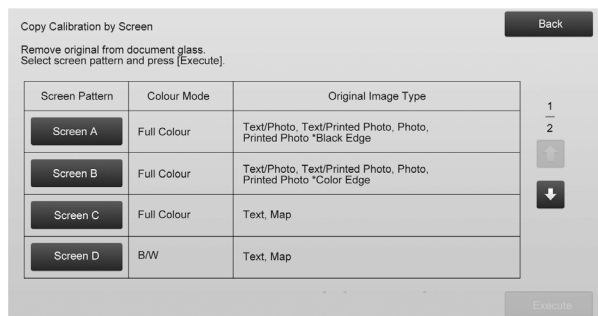 Copy Calibration by Screen
Back
Remove original from document glass.
Select screen pattern and press [Execute].
Screen Pattern Colour Mode Original Image Type
Screen A Full Colour Text/Photo, Text/Printed Photo, Photo,
Printed Photo *Black Edge
Screen B Full Colour Text/Photo, Text/Printed Photo, Photo,
Printed Photo *Color Edge
Screen C Full Colour Text, Map
Screen D B/W Text, Map
1
2
Execute